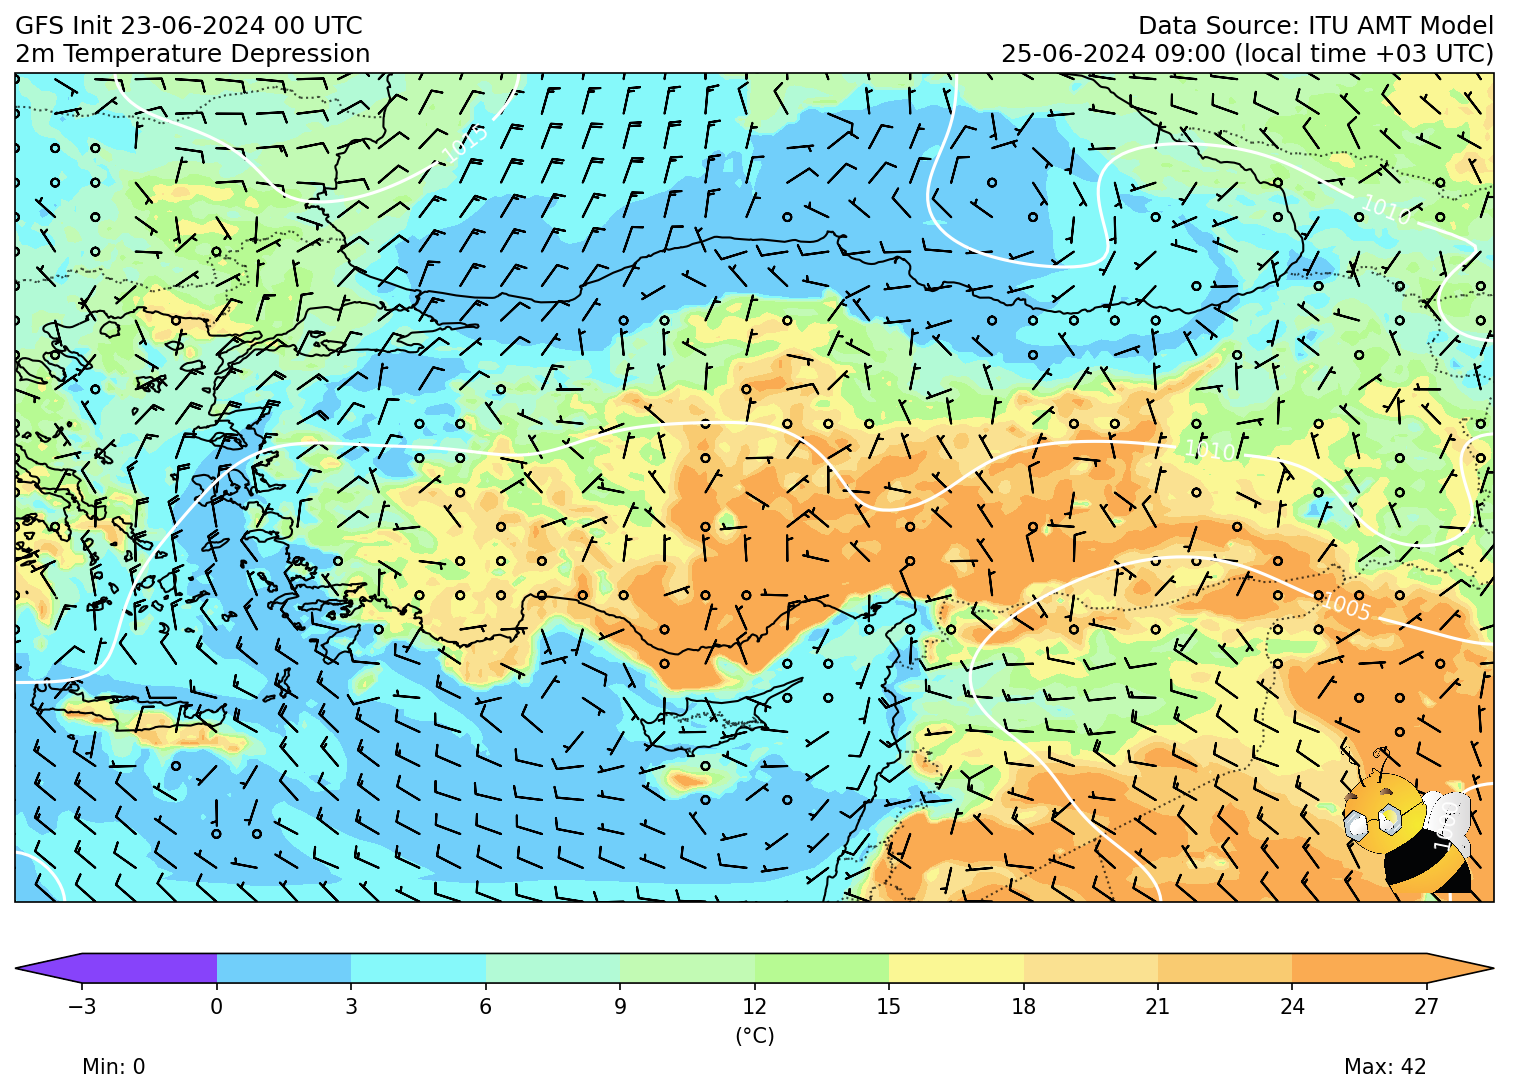 GFS Init 23-06-2024 00 UTC
2m Temperature Depression
Data Source: ITU AMT Model
25-06-2024 09:00 (local time +03 UTC)
1015
1010
1010
1005
−3 0 3 6 9 12 15 18 21 24 27
(°C)
Min: 0
Max: 42